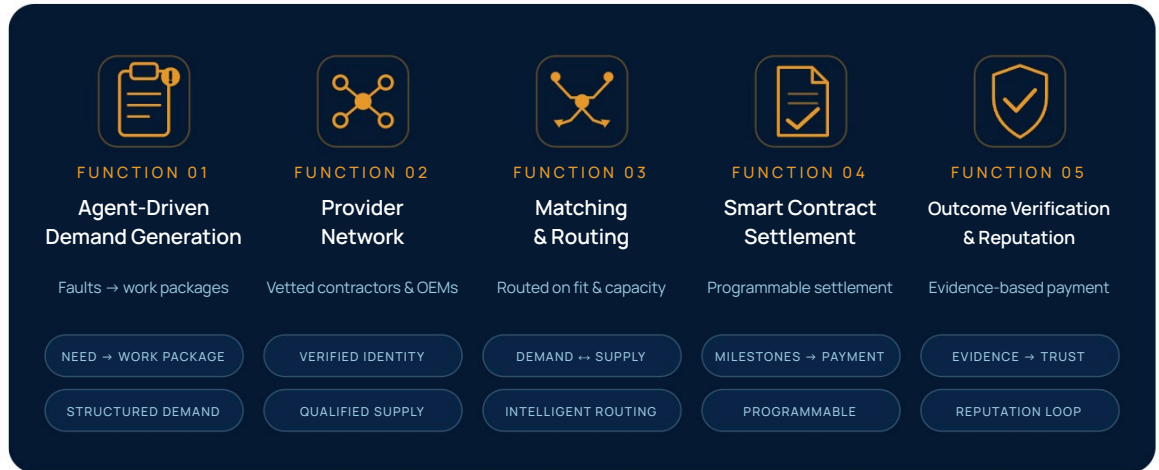 FUNCTION 01
Agent-Driven
Demand Generation
Faults → work packages
NEED → WORK PACKAGE
STRUCTURED DEMAND
FUNCTION 02
Provider
Network
Vetted contractors & OEMs
VERIFIED IDENTITY
QUALIFIED SUPPLY
FUNCTION 03
Matching
& Routing
Routed on fit & capacity
DEMAND ↔ SUPPLY
INTELLIGENT ROUTING
FUNCTION 04
Smart Contract
Settlement
Programmable settlement
MILESTONES → PAYMENT
PROGRAMMABLE
FUNCTION 05
Outcome Verification
& Reputation
Evidence-based payment
EVIDENCE → TRUST
REPUTATION LOOP